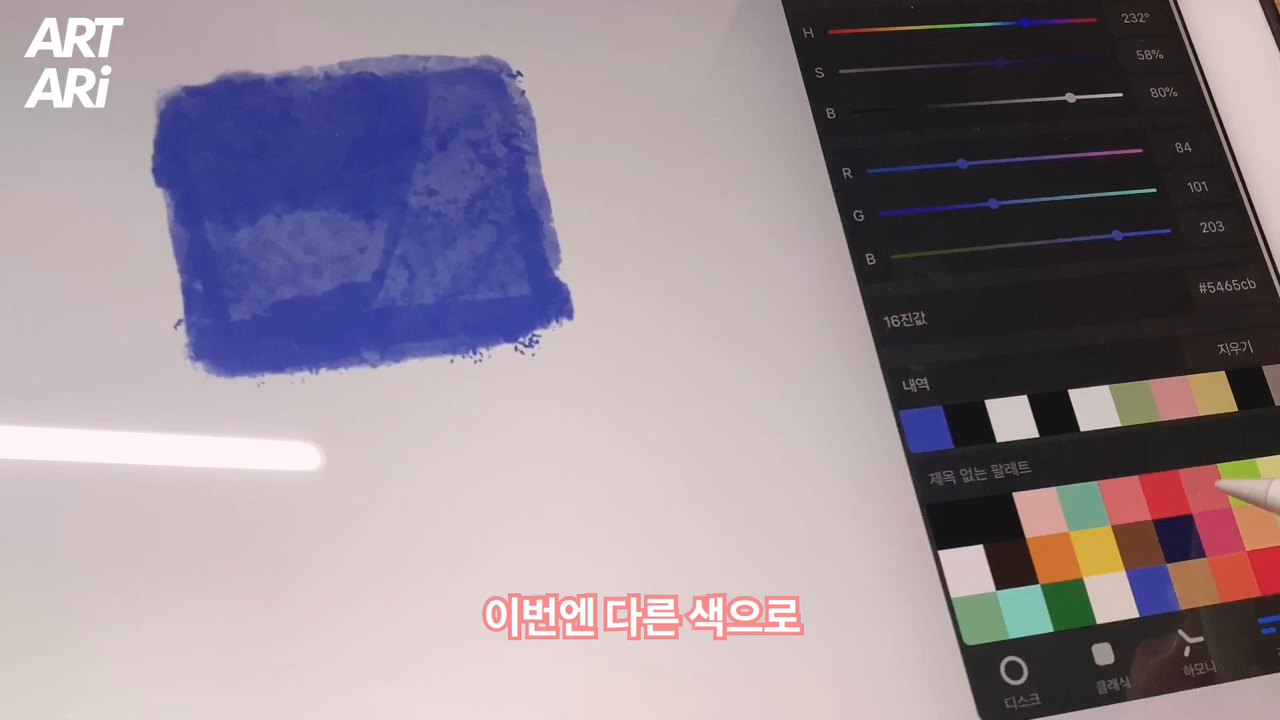 ART
ARi
H 232°
S 58%
B 80%
R 84
G 101
B 203
16진값 #5465cb
지우기
내역
제목 없는 팔레트
디스크
클래식
하모니
이번엔 다른 색으로